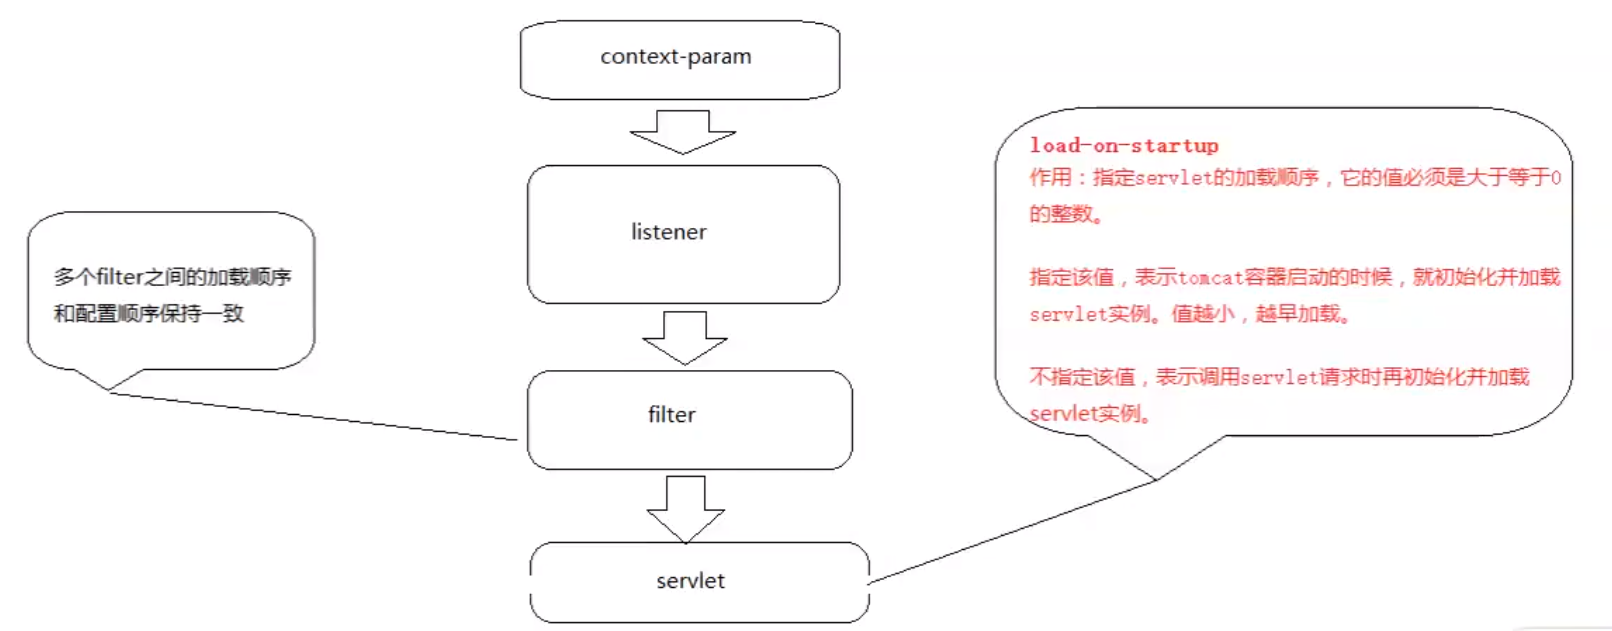 context-param
listener
多个filter之间的加载顺序
和配置顺序保持一致
filter
servlet
load-on-startup
作用：指定servlet的加载顺序，它的值必须是大于等于0
的整数。
指定该值，表示tomcat容器启动的时候，就初始化并加载
servlet实例。值越小，越早加载。
不指定该值，表示调用servlet请求时再初始化并加载
servlet实例。